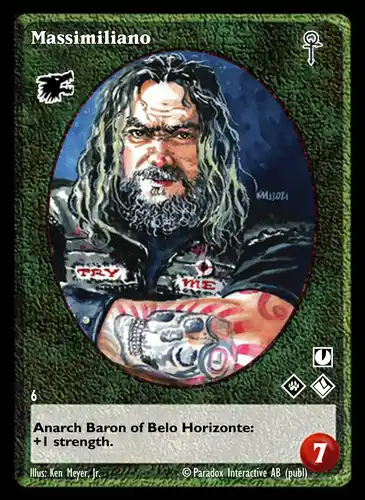 Massimiliano
KMJ2021
TRY
ME
6
Anarch Baron of Belo Horizonte:
+1 strength.
7
Illus: Ken Meyer, Jr.
© Paradox Interactive AB (publ)